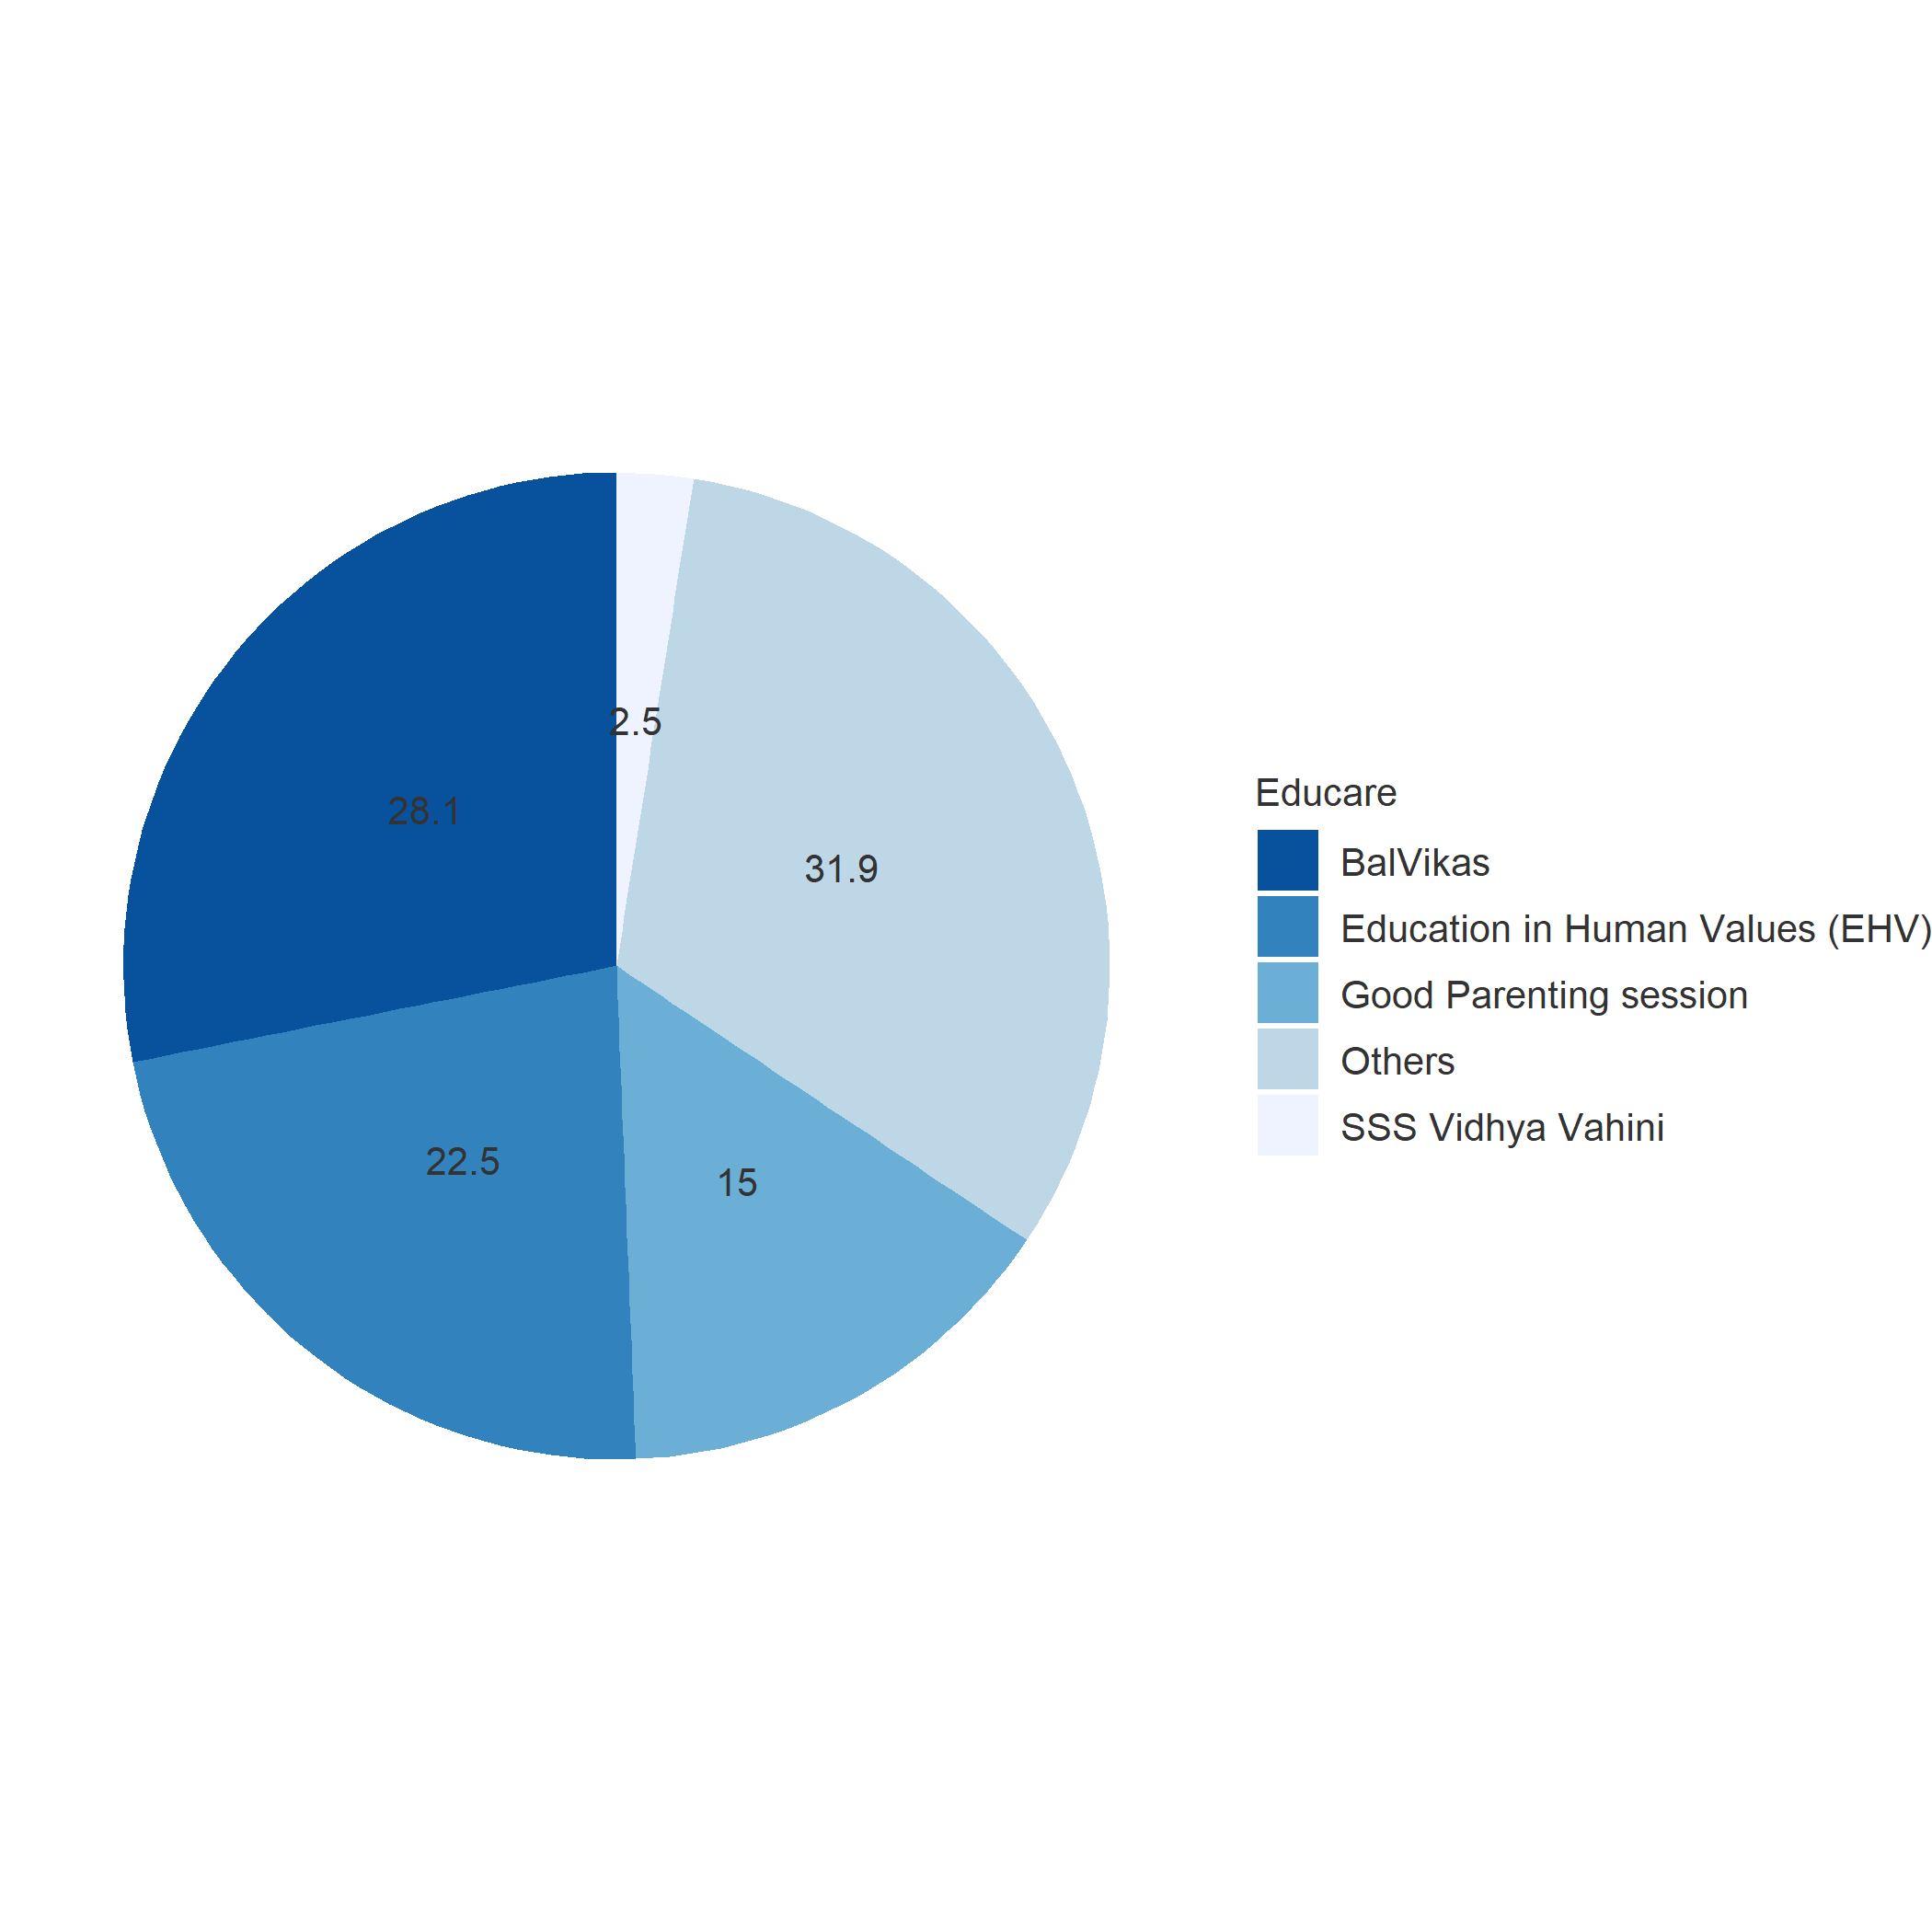 2.5
28.1
31.9
22.5
15
Educare
BalVikas
Education in Human Values (EHV)
Good Parenting session
Others
SSS Vidhya Vahini